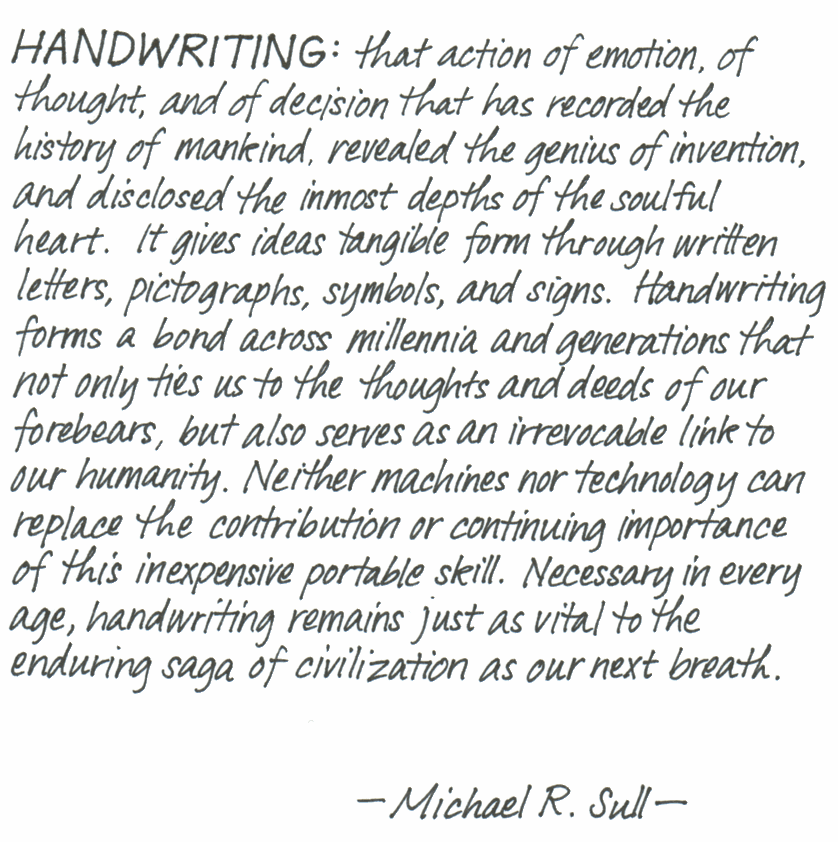 HANDWRITING: that action of emotion, of
thought, and of decision that has recorded the
history of mankind, revealed the genius of invention,
and disclosed the inmost depths of the soulful
heart. It gives ideas tangible form through written
letters, pictographs, symbols, and signs. Handwriting
forms a bond across millennia and generations that
not only ties us to the thoughts and deeds of our
forebears, but also serves as an irrevocable link to
our humanity. Neither machines nor technology can
replace the contribution or continuing importance
of this inexpensive portable skill. Necessary in every
age, handwriting remains just as vital to the
enduring saga of civilization as our next breath.
—Michael R. Sull—